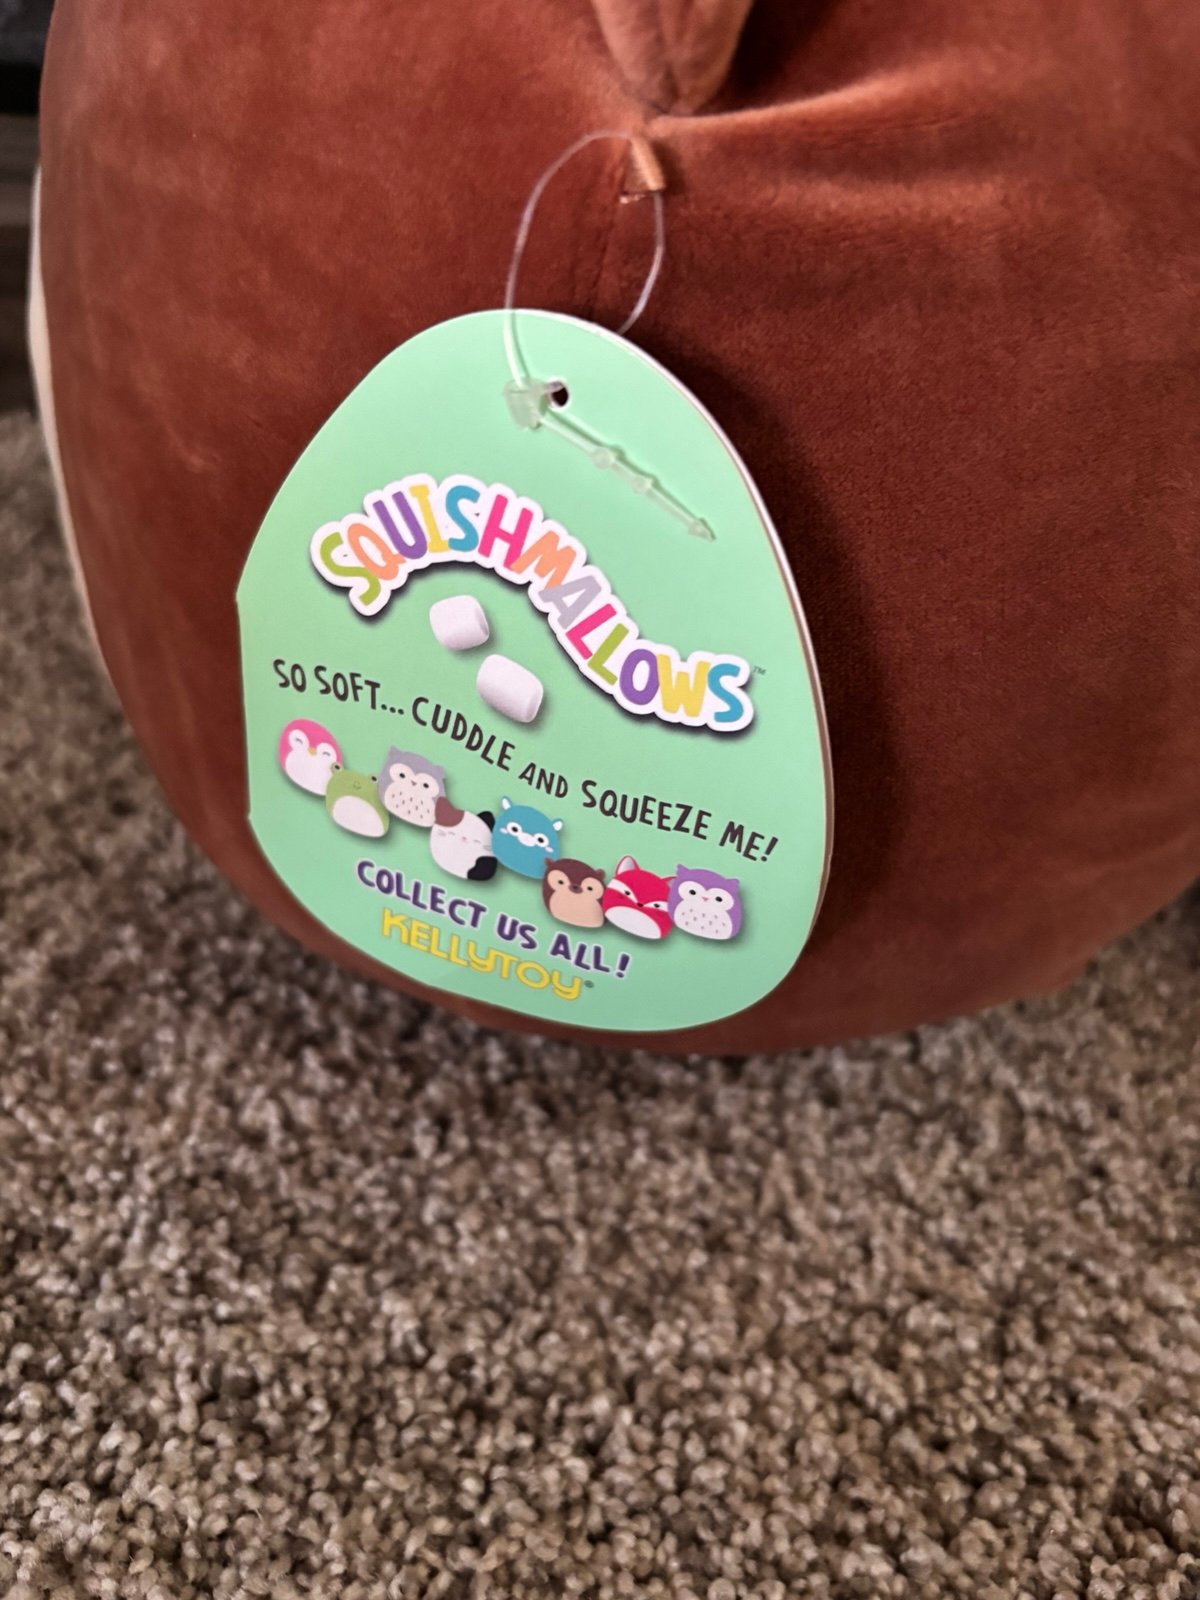 SQUISHMALLOWS™
SO SOFT... CUDDLE AND SQUEEZE ME!
COLLECT US ALL!
KELLYTOY®